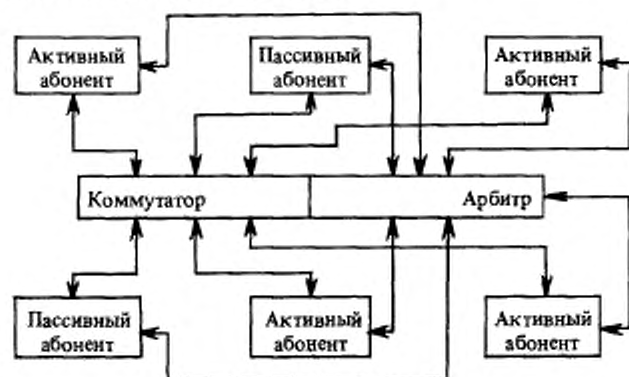 Активный
абонент
Пассивный
абонент
Активный
абонент
Коммутатор
Арбитр
Пассивный
абонент
Активный
абонент
Активный
абонент